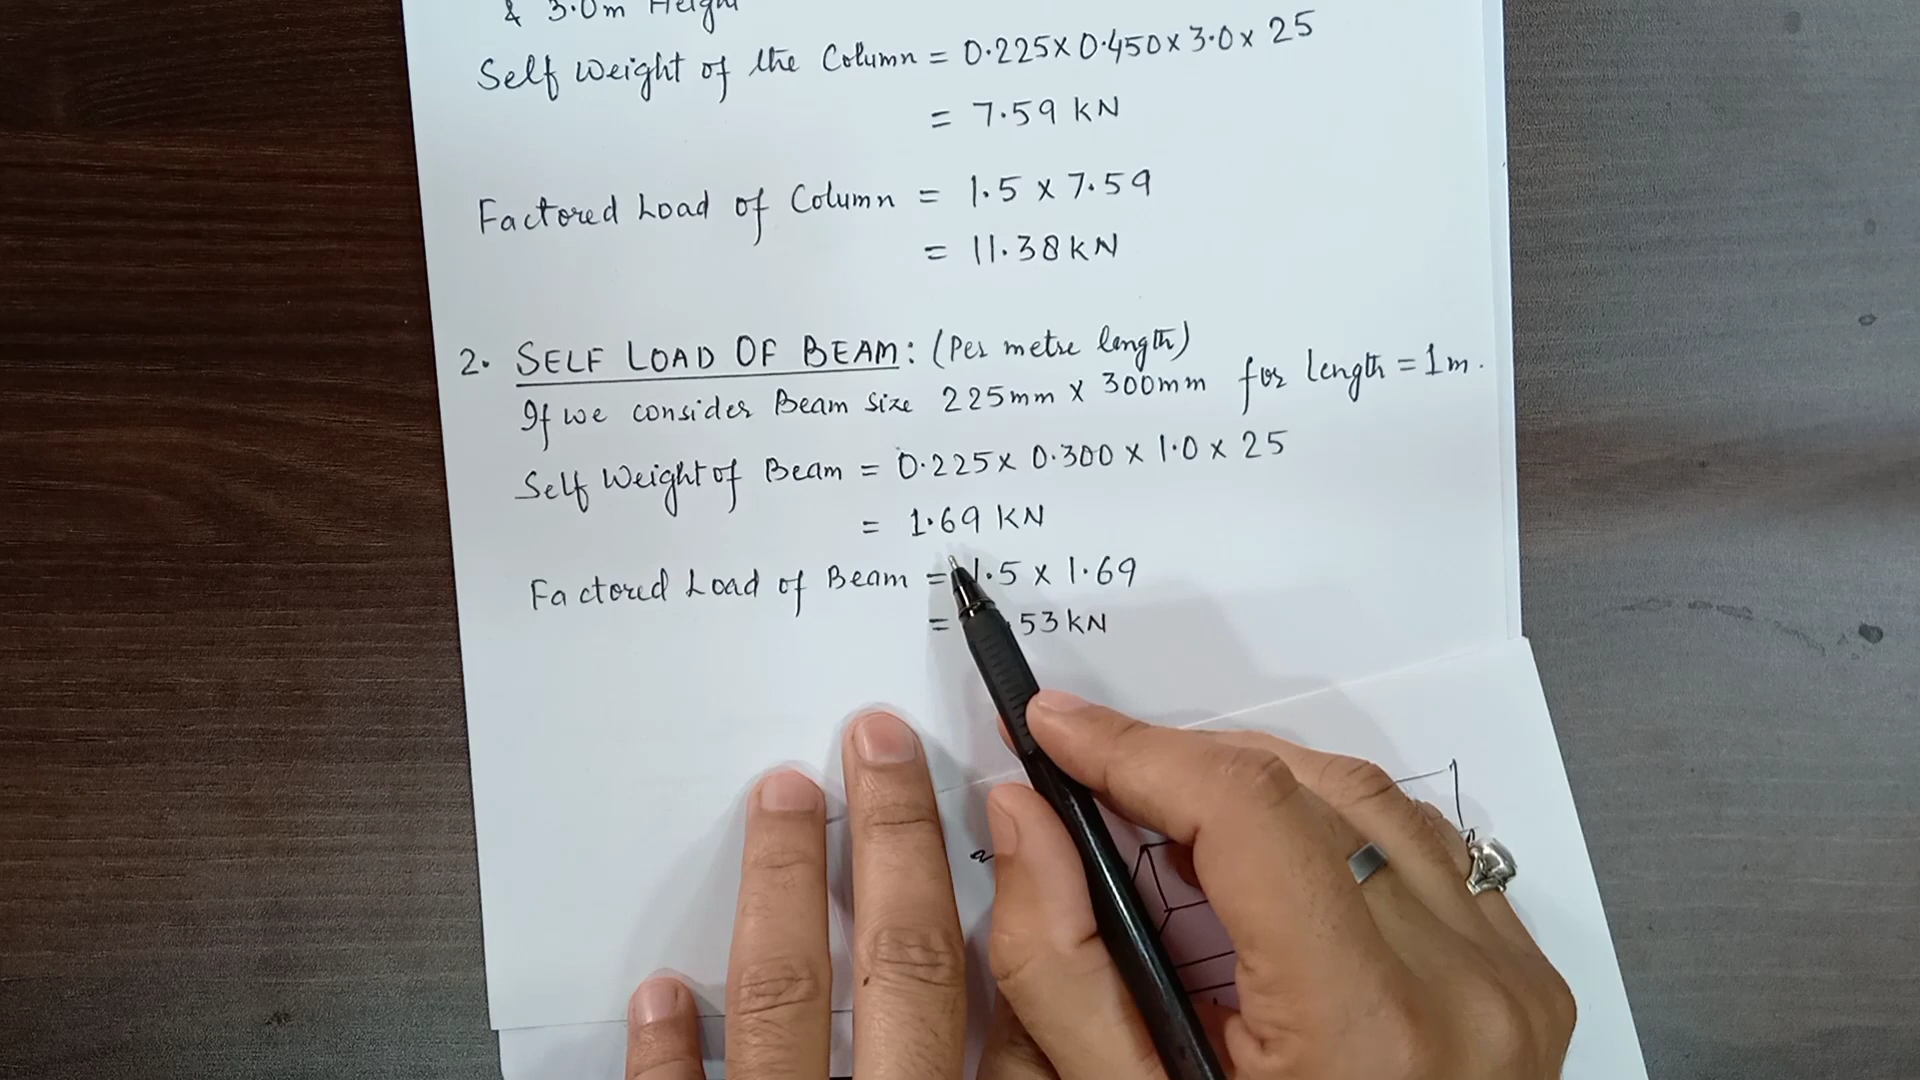 & 3.0m Height
Self Weight of the Column = 0.225 x 0.450 x 3.0 x 25
= 7.59 kN
Factored Load of Column = 1.5 x 7.59
= 11.38 kN
2. SELF LOAD OF BEAM: (Per metre length)
If we consider Beam size 225mm x 300mm for length = 1m.
Self Weight of Beam = 0.225 x 0.300 x 1.0 x 25
= 1.69 KN
Factored Load of Beam = 1.5 x 1.69
= .53 kN